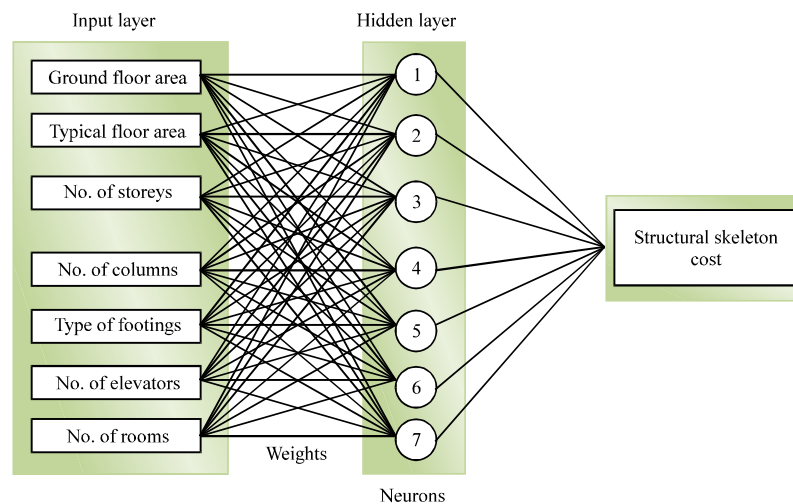 Input layer
Hidden layer
Ground floor area
Typical floor area
No. of storeys
No. of columns
Type of footings
No. of elevators
No. of rooms
Weights
1
2
3
4
5
6
7
Neurons
Structural skeleton
cost